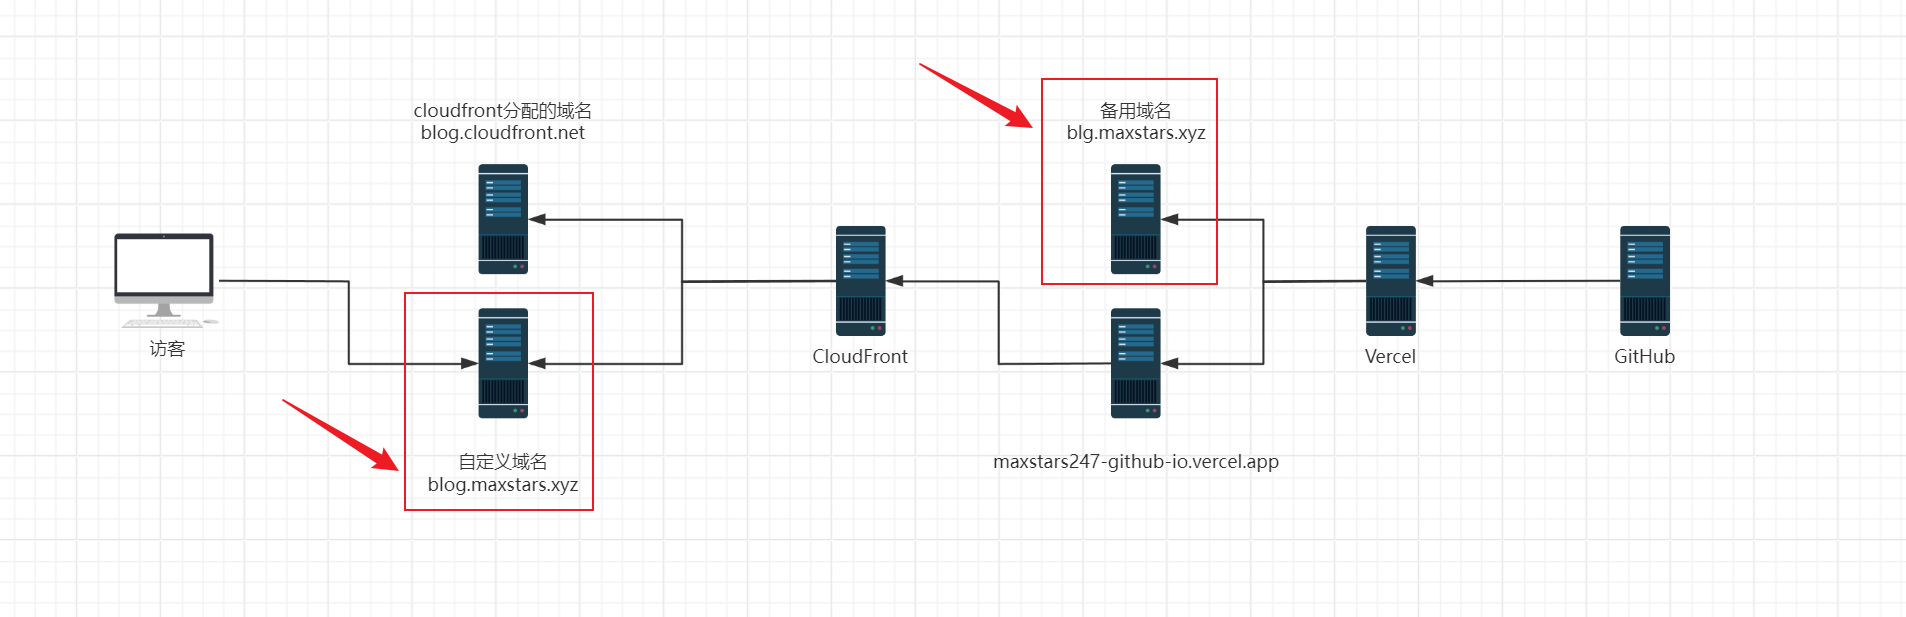 cloudfront分配的域名
blog.cloudfront.net
备用域名
blg.maxstars.xyz
访客
CloudFront
Vercel
GitHub
自定义域名
blog.maxstars.xyz
maxstars247-github-io.vercel.app